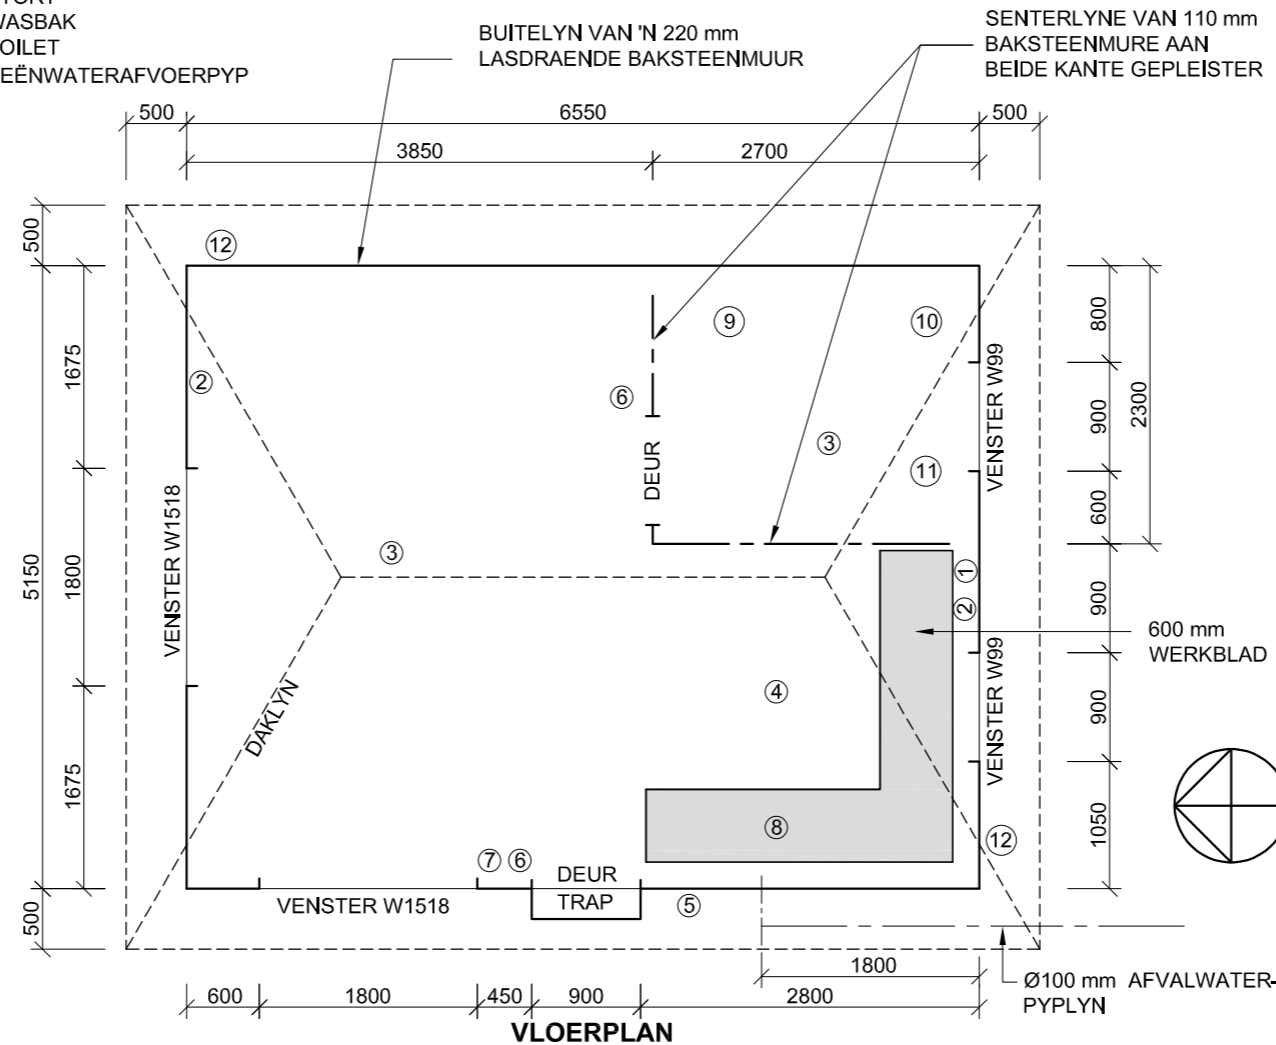 WASBAK
BUITELYN VAN 'N 220 mm
LASDRAENDE BAKSTEENMUUR
SENTERLYNE VAN 110 mm
BAKSTEENMURE AAN
BEIDE KANTE GEPLEISTER
500
6550
500
3850
2700
500
1675
5150
1800
1675
500
12
2
VENSTER W1518
3
DAKLYN
9
10
6
DEUR
3
11
VENSTER W99
800
900
600
2300
1
2
900
600 mm
WERKBLAD
4
VENSTER W99
900
8
12
1050
7
6
DEUR
TRAP
VENSTER W1518
5
1800
Ø100 mm AFVALWATER-
PYPLYN
600
1800
450
900
2800
VLOERPLAN